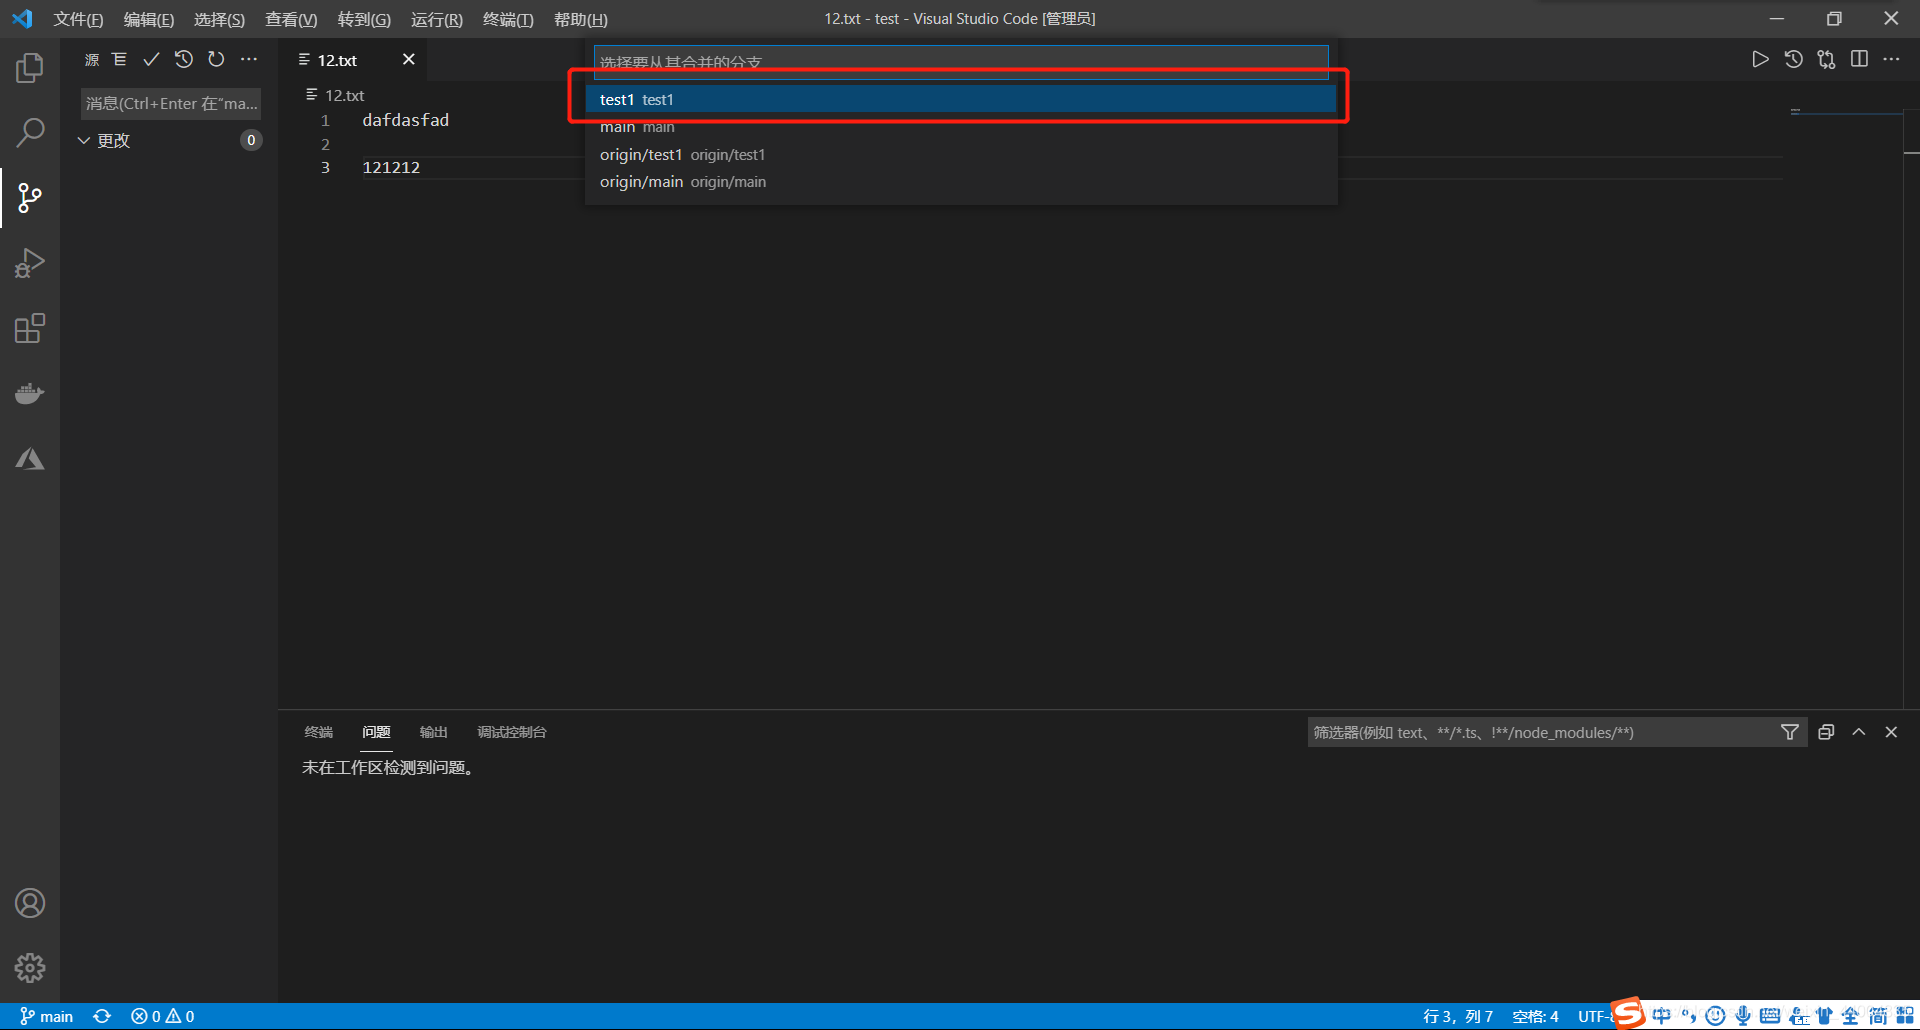 文件(F) 编辑(E) 选择(S) 查看(V) 转到(G) 运行(R) 终端(T) 帮助(H)
12.txt - test - Visual Studio Code [管理员]
源
12.txt
选择要从其合并的分支
test1 test1
main main
origin/test1 origin/test1
origin/main origin/main
消息(Ctrl+Enter 在“ma...
更改 0
12.txt
1 dafdasfad
2
3 121212
终端 问题 输出 调试控制台
筛选器(例如 text、**/*.ts、!**/node_modules/**)
未在工作区检测到问题。
main 0 0
行 3，列 7 空格: 4 UTF-8
中 全 简